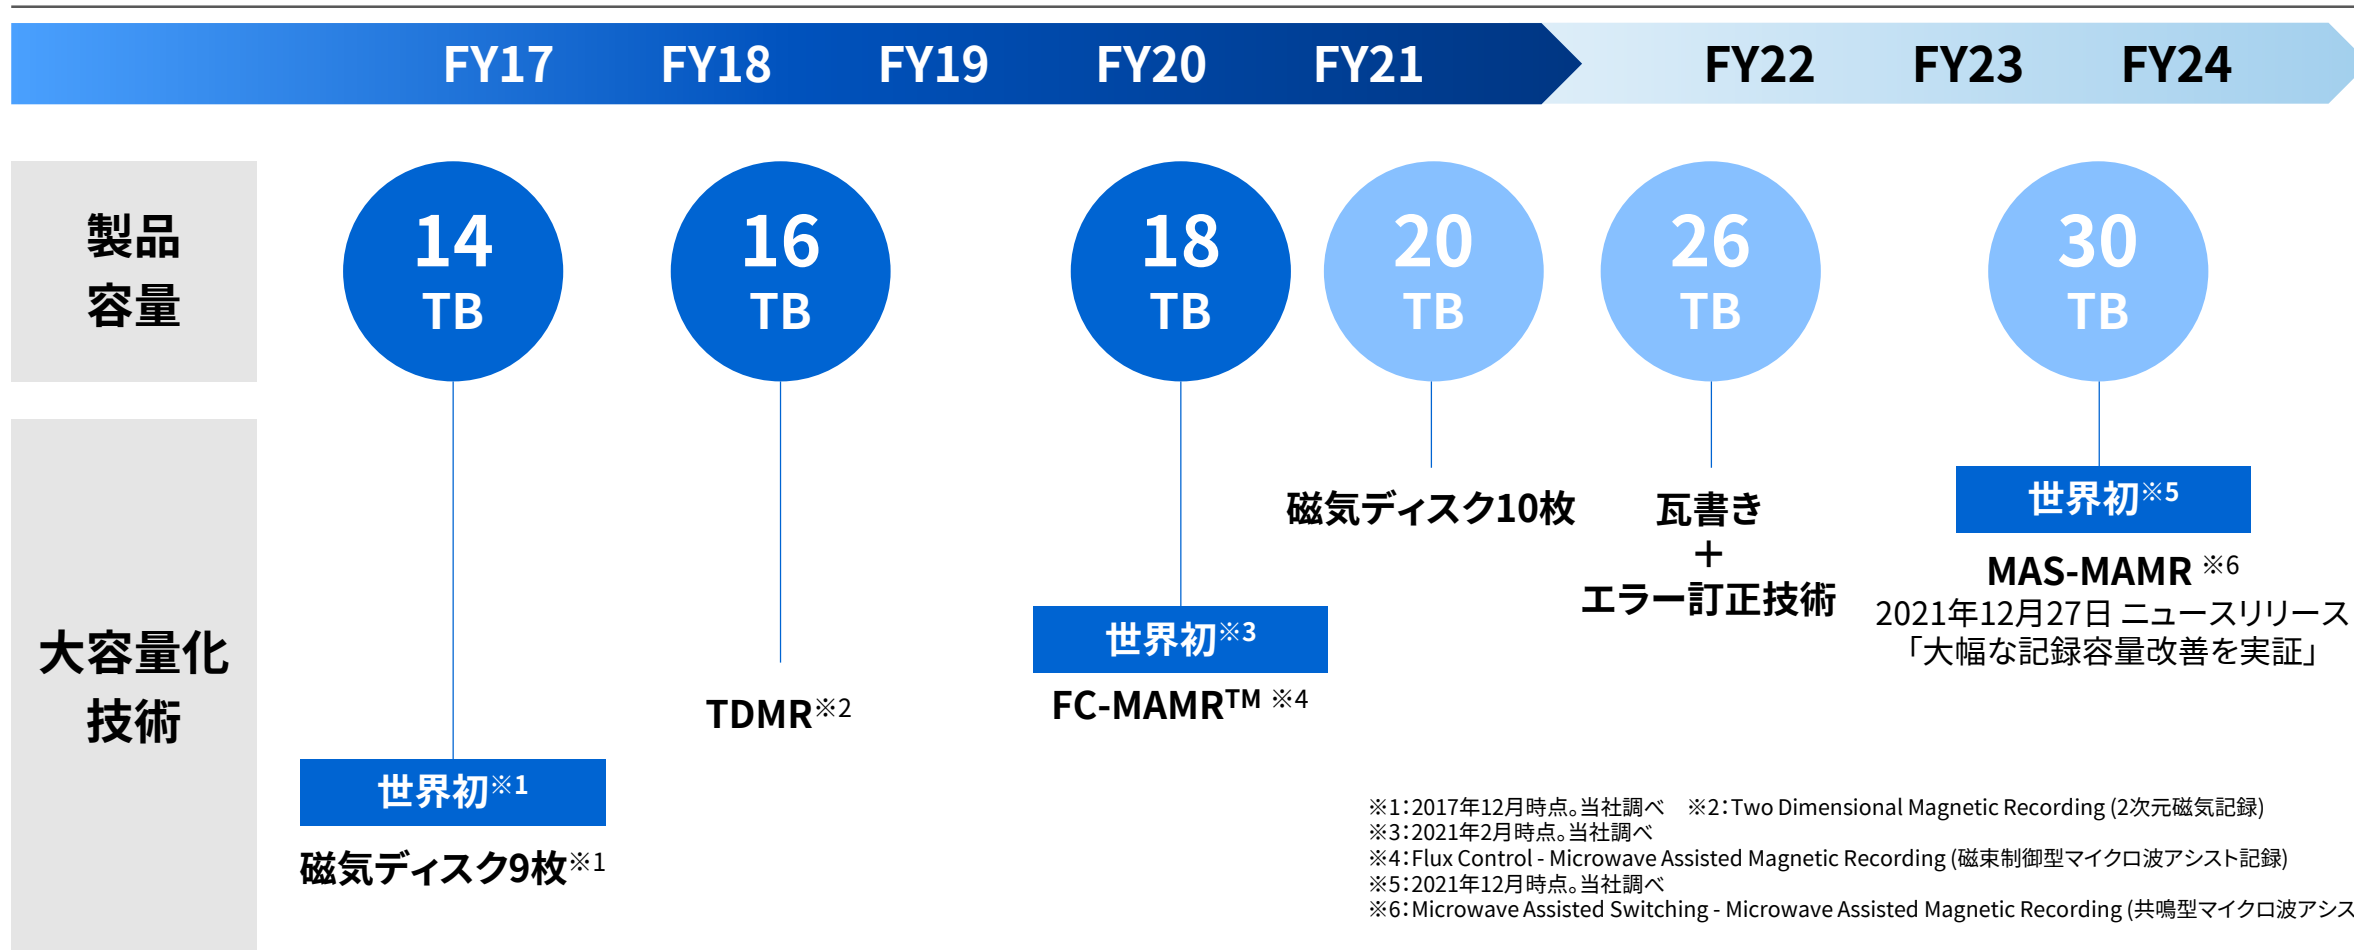 FY17 FY18 FY19 FY20 FY21 FY22 FY23 FY24
製品
容量
14
TB
16
TB
18
TB
20
TB
26
TB
30
TB
大容量化
技術
世界初※1
磁気ディスク9枚※1
TDMR※2
世界初※3
FC-MAMR™ ※4
磁気ディスク10枚
瓦書き
+
エラー訂正技術
世界初※5
MAS-MAMR ※6
2021年12月27日 ニュースリリース
「大幅な記録容量改善を実証」
※1：2017年12月時点。当社調べ ※2：Two Dimensional Magnetic Recording (2次元磁気記録)
※3：2021年2月時点。当社調べ
※4：Flux Control - Microwave Assisted Magnetic Recording (磁束制御型マイクロ波アシスト記録)
※5：2021年12月時点。当社調べ
※6：Microwave Assisted Switching - Microwave Assisted Magnetic Recording (共鳴型マイクロ波アシス